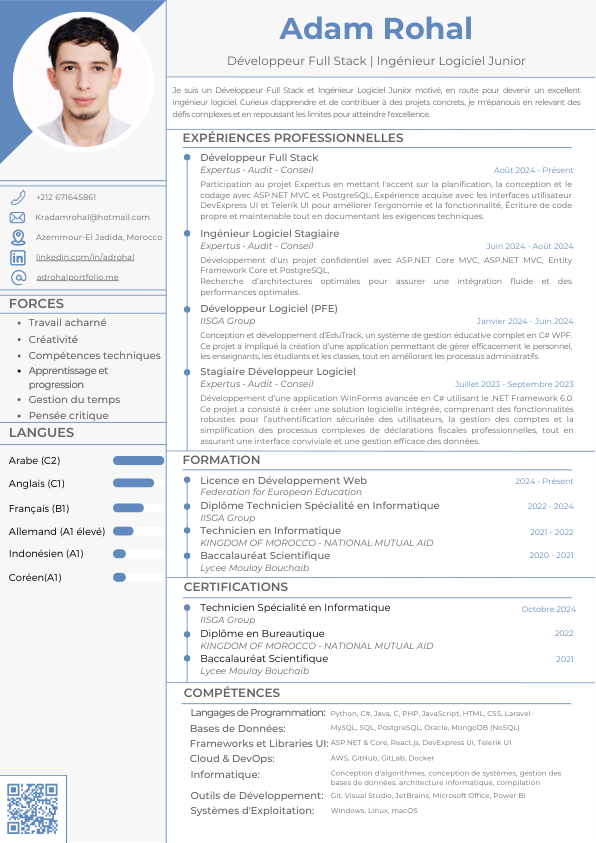 Adam Rohal
Développeur Full Stack | Ingénieur Logiciel Junior
Je suis un Développeur Full Stack et Ingénieur Logiciel Junior motivé, en route pour devenir un excellent
ingénieur logiciel. Curieux d'apprendre et de contribuer à des projets concrets, je m'épanouis en relevant des
défis complexes et en repoussant les limites pour atteindre l'excellence.
+212 671645861
Kradamrohal@hotmail.com
Azemmour-El Jadida, Morocco
linkedin.com/in/adrohal
adrohalportfolio.me
FORCES
Travail acharné
Créativité
Compétences techniques
Apprentissage et
progression
Gestion du temps
Pensée critique
LANGUES
Arabe (C2)
Anglais (C1)
Français (B1)
Allemand (A1 élevé)
Indonésien (A1)
Coréen(A1)
EXPÉRIENCES PROFESSIONNELLES
Développeur Full Stack
Expertus - Audit - Conseil Août 2024 - Présent
Participation au projet Expertus en mettant l'accent sur la planification, la conception et le
codage avec ASP.NET MVC et PostgreSQL, Expérience acquise avec les interfaces utilisateur
DevExpress UI et Telerik UI pour améliorer l'ergonomie et la fonctionnalité, Écriture de code
propre et maintenable tout en documentant les exigences techniques.
Ingénieur Logiciel Stagiaire
Expertus - Audit - Conseil Juin 2024 - Août 2024
Développement d'un projet confidentiel avec ASP.NET Core MVC, ASP.NET MVC, Entity
Framework Core et PostgreSQL,
Recherche d'architectures optimales pour assurer une intégration fluide et des
performances optimales.
Développeur Logiciel (PFE)
IISGA Group Janvier 2024 - Juin 2024
Conception et développement d'EduTrack, un système de gestion éducative complet en C# WPF.
Ce projet a impliqué la création d'une application permettant de gérer efficacement le personnel,
les enseignants, les étudiants et les classes, tout en améliorant les processus administratifs.
Stagiaire Développeur Logiciel
Expertus - Audit - Conseil Juillet 2023 - Septembre 2023
Développement d'une application WinForms avancée en C# utilisant le .NET Framework 6.0.
Ce projet a consisté à créer une solution logicielle intégrée, comprenant des fonctionnalités
robustes pour l'authentification sécurisée des utilisateurs, la gestion des comptes et la
simplification des processus complexes de déclarations fiscales professionnelles, tout en
assurant une interface conviviale et une gestion efficace des données.
FORMATION
Licence en Développement Web 2024 - Présent
Federation for European Education
Diplôme Technicien Spécialité en Informatique 2022 - 2024
IISGA Group
Technicien en Informatique 2021 - 2022
KINGDOM OF MOROCCO - NATIONAL MUTUAL AID
Baccalauréat Scientifique 2020 - 2021
Lycee Moulay Bouchaib
CERTIFICATIONS
Technicien Spécialité en Informatique Octobre 2024
IISGA Group
Diplôme en Bureautique 2022
KINGDOM OF MOROCCO - NATIONAL MUTUAL AID
Baccalauréat Scientifique 2021
Lycee Moulay Bouchaib
COMPÉTENCES
Langages de Programmation: Python, C#, Java, C, PHP, JavaScript, HTML, CSS, Laravel
Bases de Données: MySQL, SQL, PostgreSQL, Oracle, MongoDB (NoSQL)
Frameworks et Libraries UI: ASP.NET & Core, React.js, DevExpress UI, Telerik UI
Cloud & DevOps: AWS, GitHub, GitLab, Docker
Informatique: Conception d'algorithmes, conception de systèmes, gestion des
bases de données, architecture informatique, compilation
Outils de Développement: Git, Visual Studio, JetBrains, Microsoft Office, Power BI
Systèmes d'Exploitation: Windows, Linux, macOS